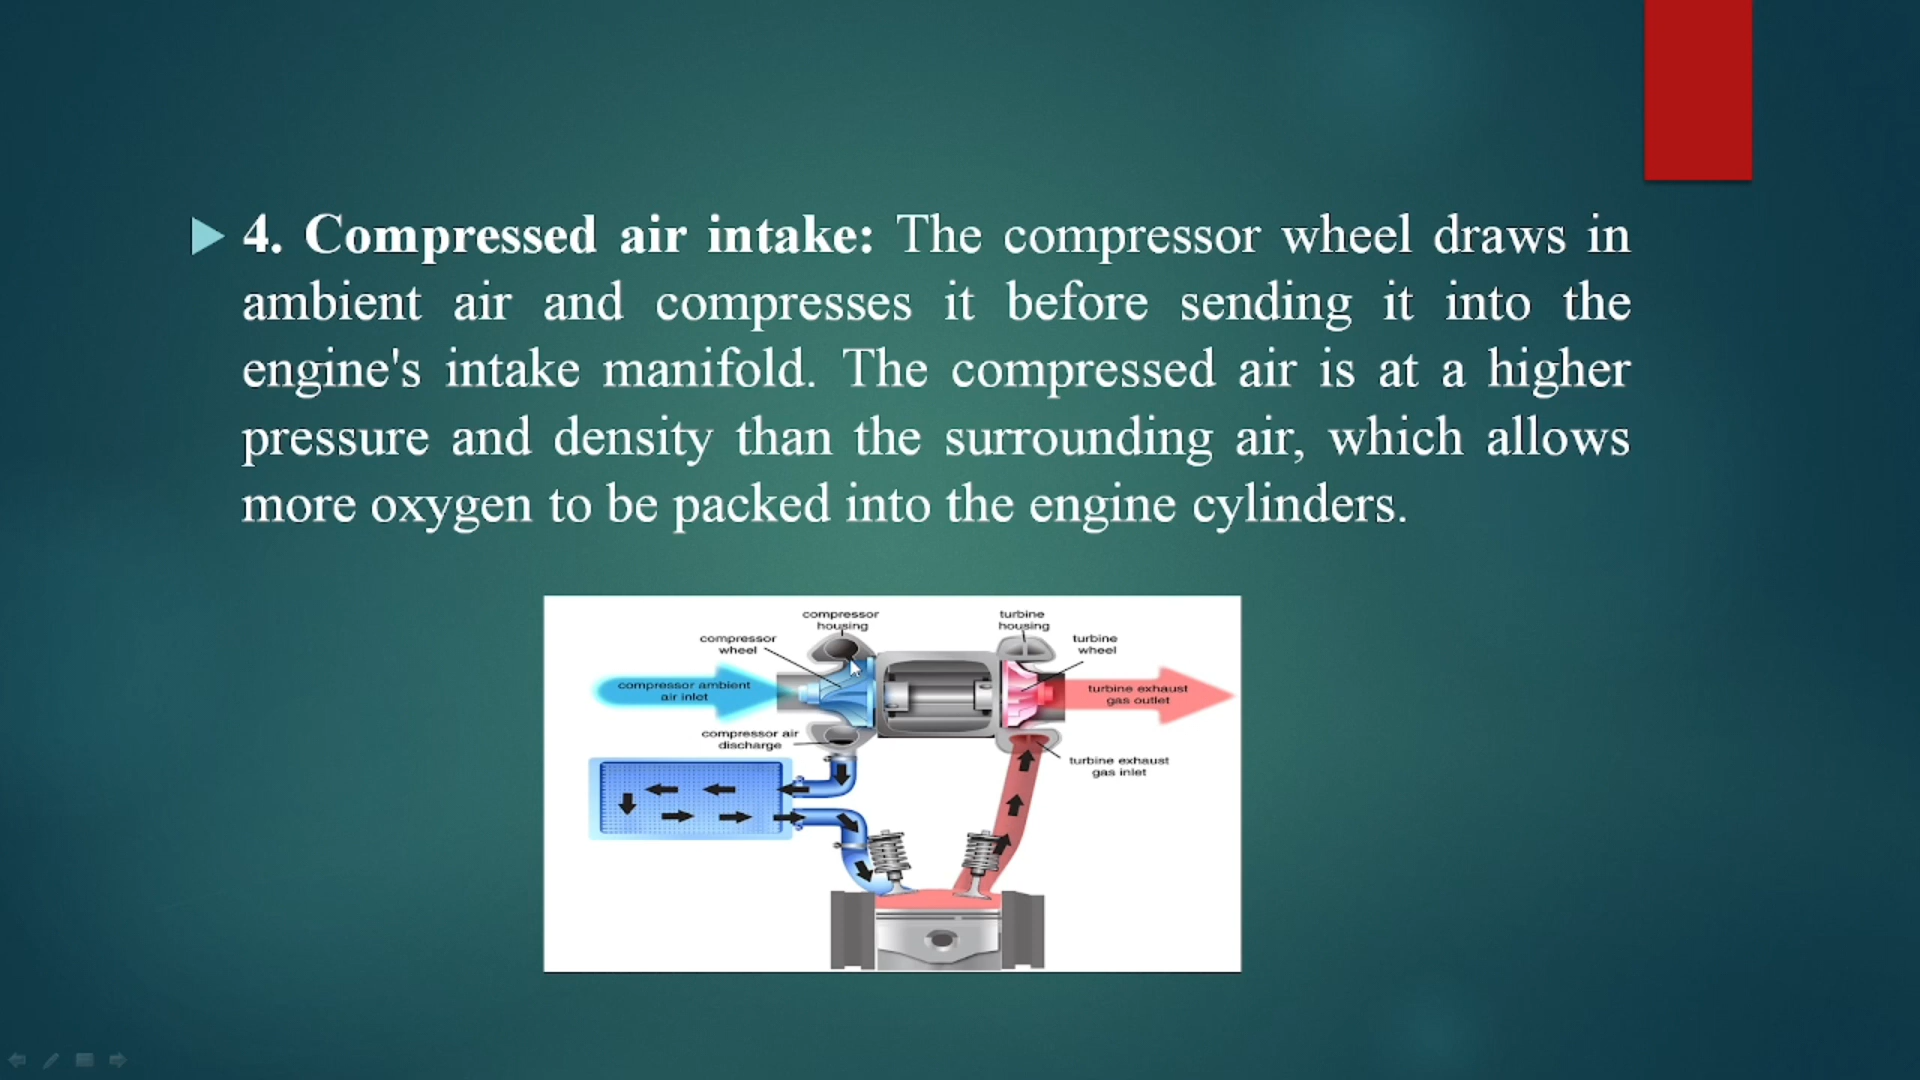 4. Compressed air intake: The compressor wheel draws in
ambient air and compresses it before sending it into the
engine's intake manifold. The compressed air is at a higher
pressure and density than the surrounding air, which allows
more oxygen to be packed into the engine cylinders.
compressor
housing
turbine
housing
compressor
wheel
turbine
wheel
compressor ambient
air inlet
turbine exhaust
gas outlet
compressor air
discharge
turbine exhaust
gas inlet